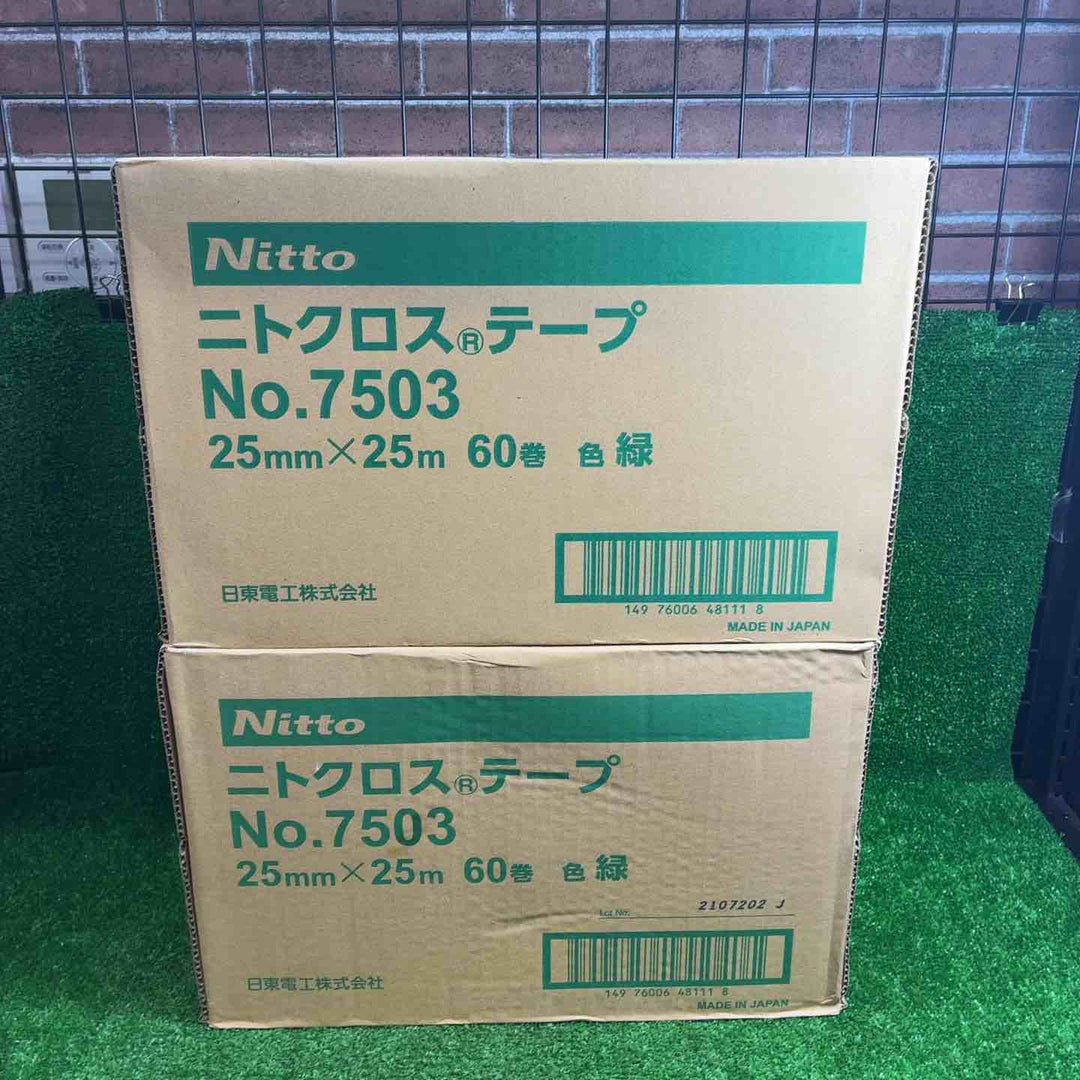 Nitto
ニトクロス®テープ
No.7503
25mm×25m 60巻 色 緑
日東電工株式会社
149 76006 48111 8
MADE IN JAPAN
Nitto
ニトクロス®テープ
No.7503
25mm×25m 60巻 色 緑
Lot No. 2107202 J
日東電工株式会社
149 76006 48111 8
MADE IN JAPAN